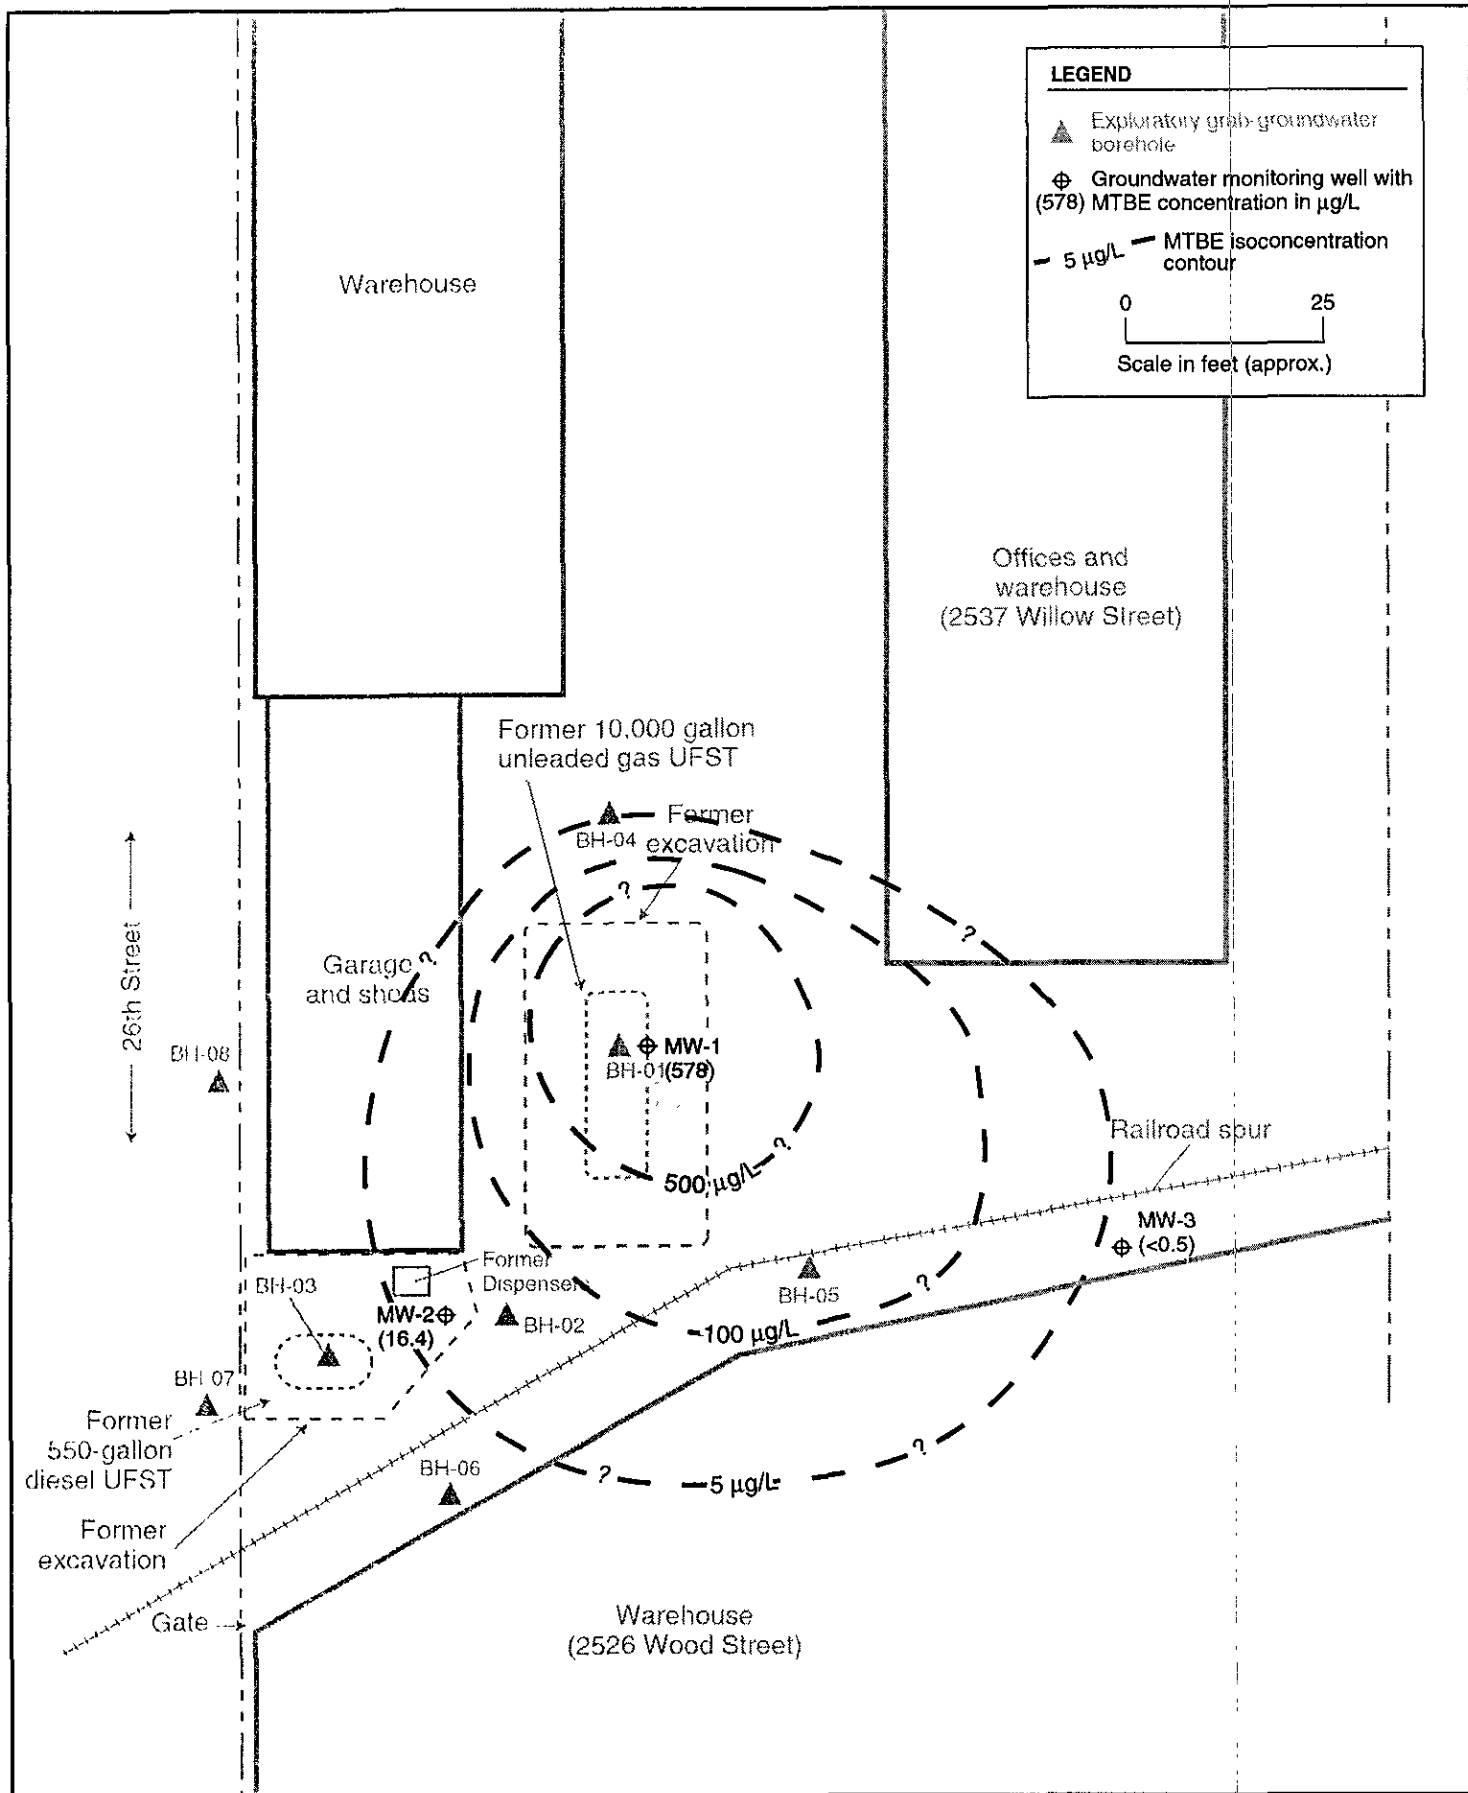 LEGEND
Exploratory grab-groundwater
borehole
Groundwater monitoring well with
(578) MTBE concentration in µg/L
5 µg/L
MTBE isoconcentration
contour
0 25
Scale in feet (approx.)
Warehouse
Offices and
warehouse
(2537 Willow Street)
Former 10,000 gallon
unleaded gas UFST
Former
excavation
BH-04
?
?
?
26th Street
Garage
and sheds
?
BH-08
MW-1
BH-01 (578)
Railroad spur
?
500 µg/L
MW-3
(<0.5)
Former
Dispensers
BH-03
BH-05
?
MW-2
(16.4)
BH-02
100 µg/L
BH-07
Former
550-gallon
diesel UFST
?
BH-06
?
5 µg/L
Former
excavation
Gate
Warehouse
(2526 Wood Street)